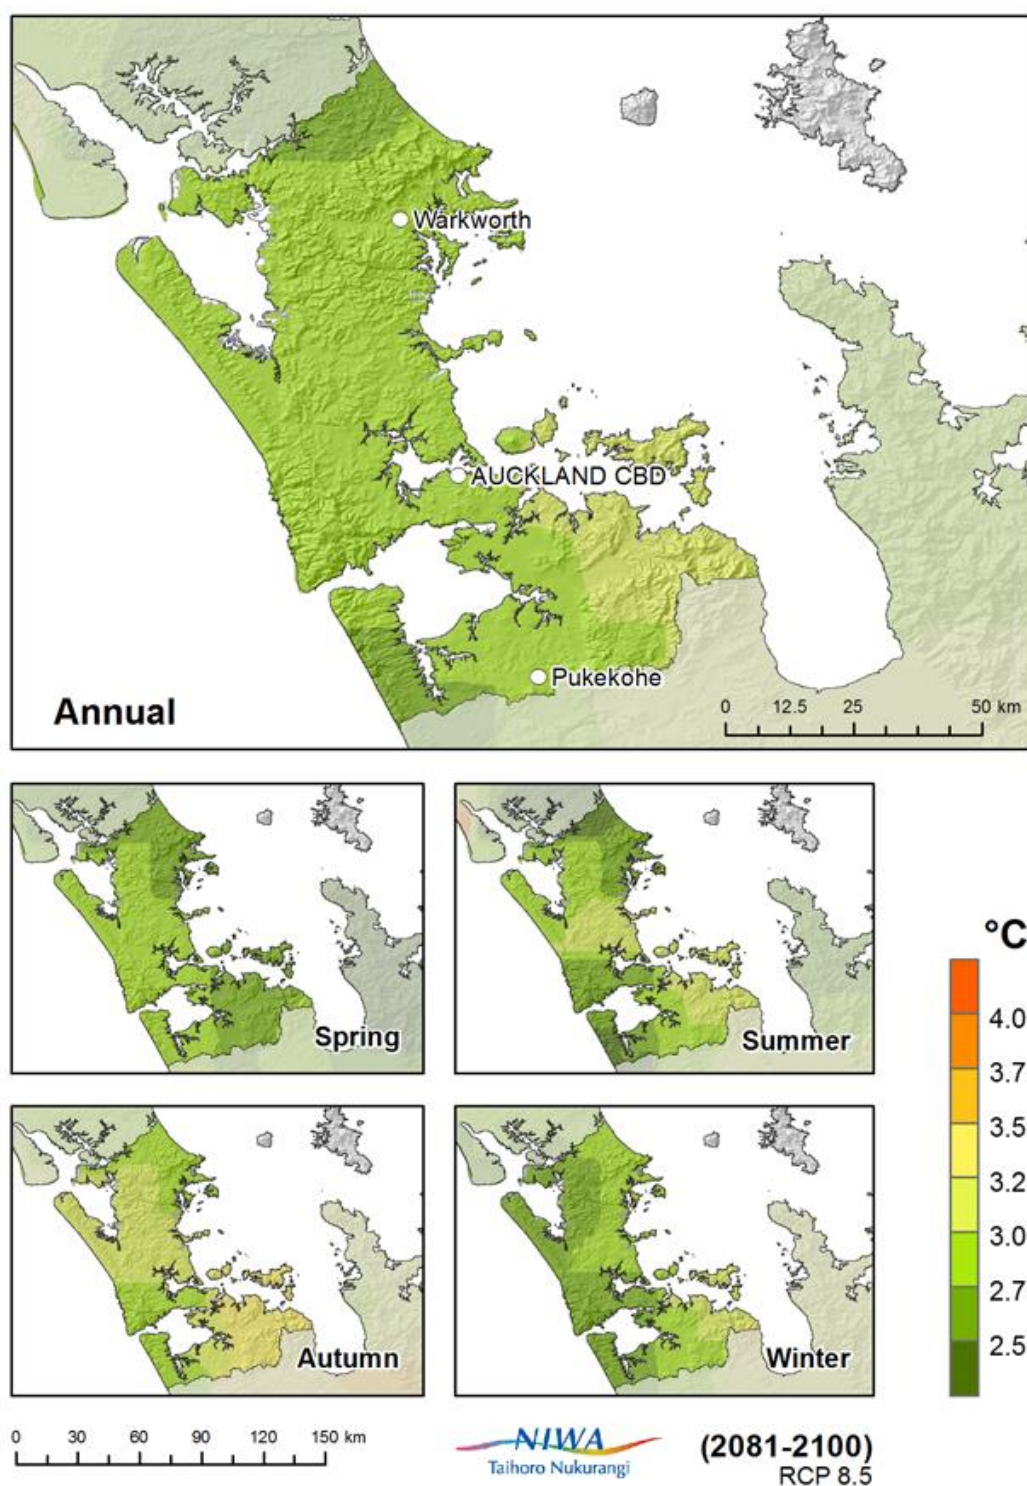 Warkworth
AUCKLAND CBD
Pukekohe
Annual
0 12.5 25 50 km
Spring
Summer
°C
4.0
3.7
3.5
3.2
3.0
2.7
2.5
Autumn
Winter
0 30 60 90 120 150 km
NIWA
Taihoro Nukurangi
(2081-2100)
RCP 8.5